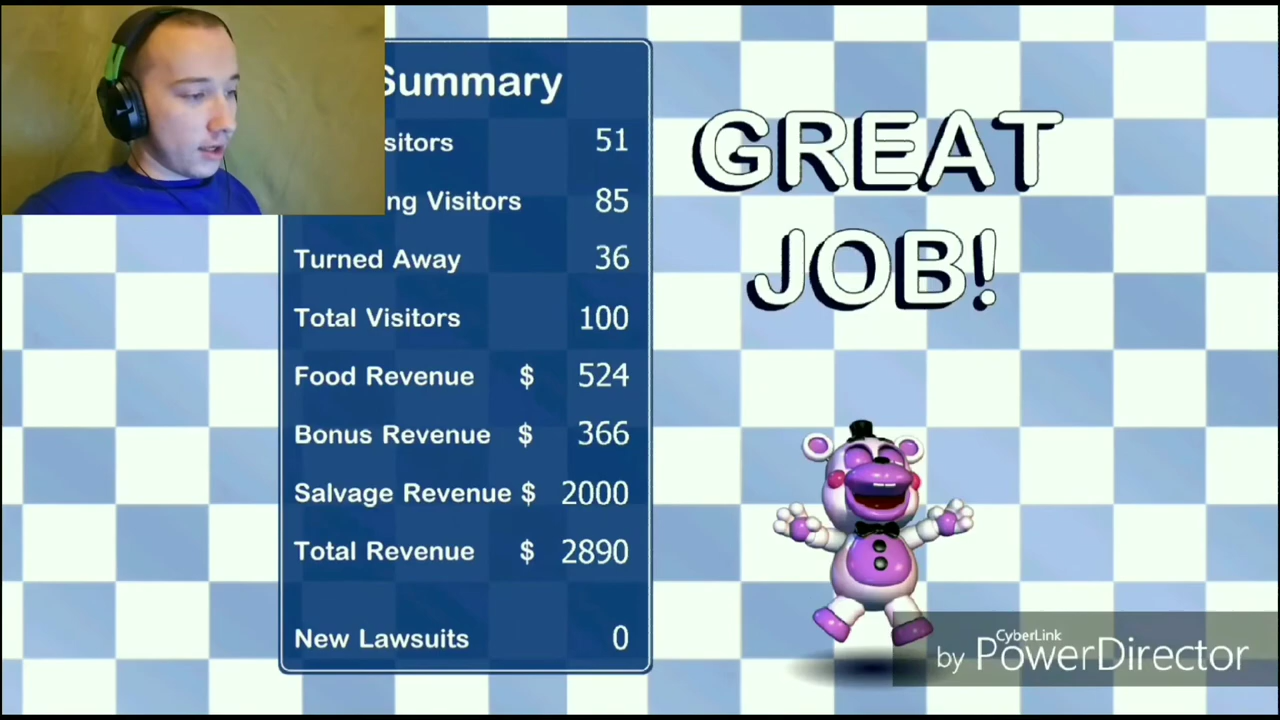 Summary
sitors 51
ng Visitors 85
Turned Away 36
Total Visitors 100
Food Revenue $ 524
Bonus Revenue $ 366
Salvage Revenue $ 2000
Total Revenue $ 2890
New Lawsuits 0
GREAT
JOB!
CyberLink
by PowerDirector